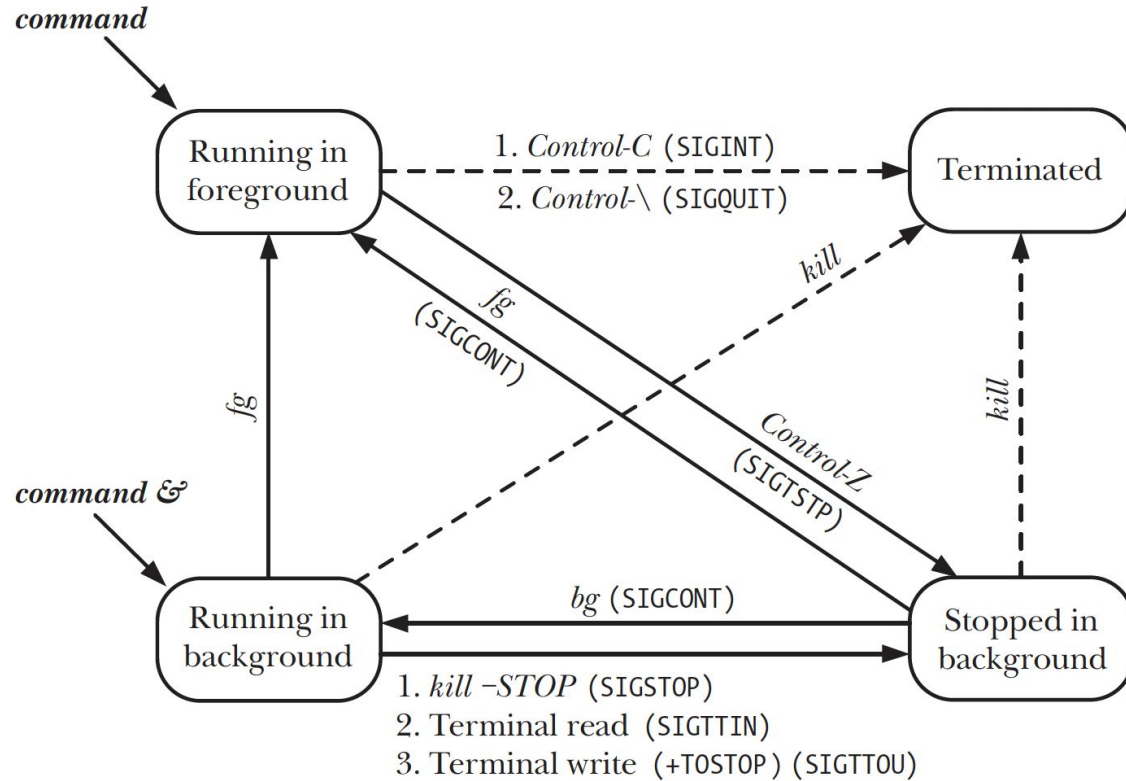 command
Running in
foreground
1. Control-C (SIGINT)
2. Control-\ (SIGQUIT)
Terminated
kill
fg
(SIGCONT)
fg
kill
Control-Z
(SIGTSTP)
command &
Running in
background
bg (SIGCONT)
Stopped in
background
1. kill –STOP (SIGSTOP)
2. Terminal read (SIGTTIN)
3. Terminal write (+TOSTOP) (SIGTTOU)